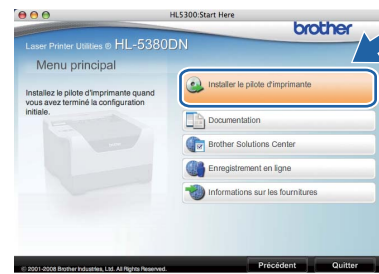 HL5300:Start Here
brother
Laser Printer Utilities ® HL-5380DN
Menu principal
Installez le pilote d'imprimante quand
vous avez terminé la configuration
initiale.
Installer le pilote d'imprimante
Documentation
Brother Solutions Center
Enregistrement en ligne
Informations sur les fournitures
© 2001-2008 Brother Industries, Ltd. All Rights Reserved.
Précédent
Quitter